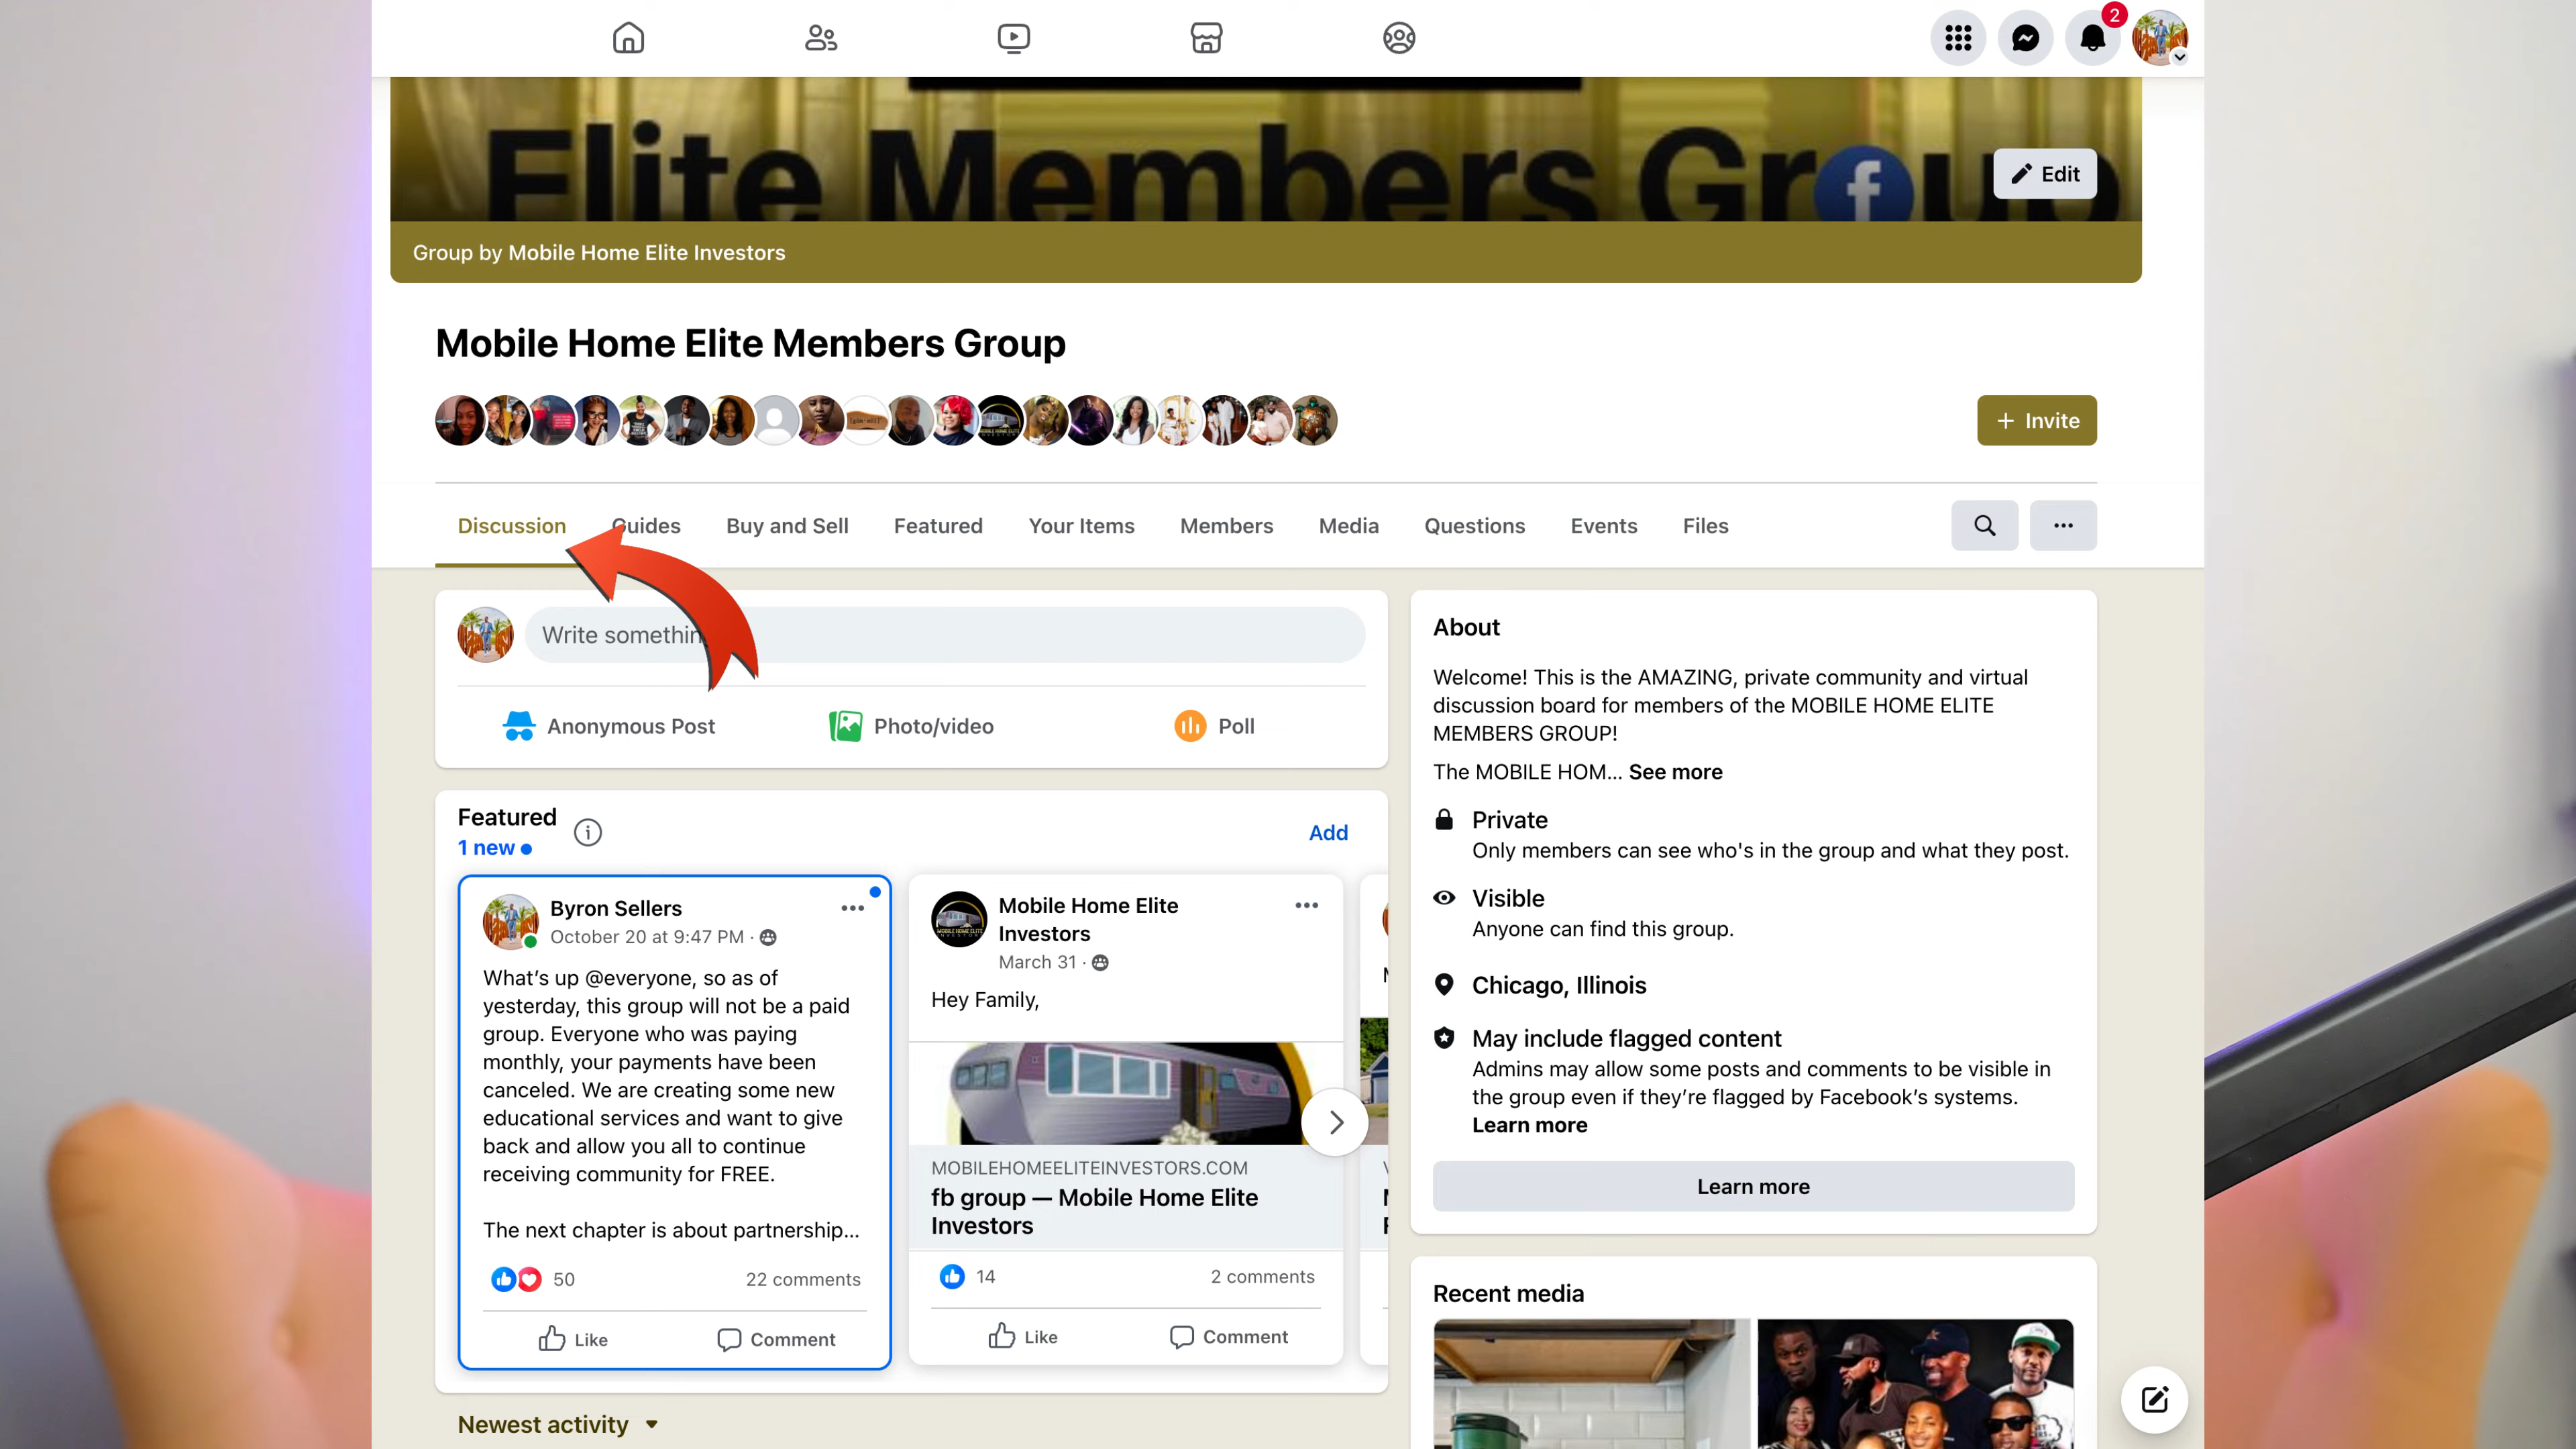 2
Elite Members Group
Edit
Group by Mobile Home Elite Investors
Mobile Home Elite Members Group
+ Invite
Discussion
Guides
Buy and Sell
Featured
Your Items
Members
Media
Questions
Events
Files
Write somethin
Anonymous Post
Photo/video
Poll
Featured
1 new
Add
Byron Sellers
October 20 at 9:47 PM ·
What's up @everyone, so as of
yesterday, this group will not be a paid
group. Everyone who was paying
monthly, your payments have been
canceled. We are creating some new
educational services and want to give
back and allow you all to continue
receiving community for FREE.
The next chapter is about partnership...
50
22 comments
Like
Comment
Mobile Home Elite
Investors
March 31 ·
Hey Family,
MOBILEHOMEELITEINVESTORS.COM
fb group — Mobile Home Elite
Investors
14
2 comments
Like
Comment
Newest activity
About
Welcome! This is the AMAZING, private community and virtual
discussion board for members of the MOBILE HOME ELITE
MEMBERS GROUP!
The MOBILE HOM... See more
Private
Only members can see who's in the group and what they post.
Visible
Anyone can find this group.
Chicago, Illinois
May include flagged content
Admins may allow some posts and comments to be visible in
the group even if they're flagged by Facebook's systems.
Learn more
Learn more
Recent media